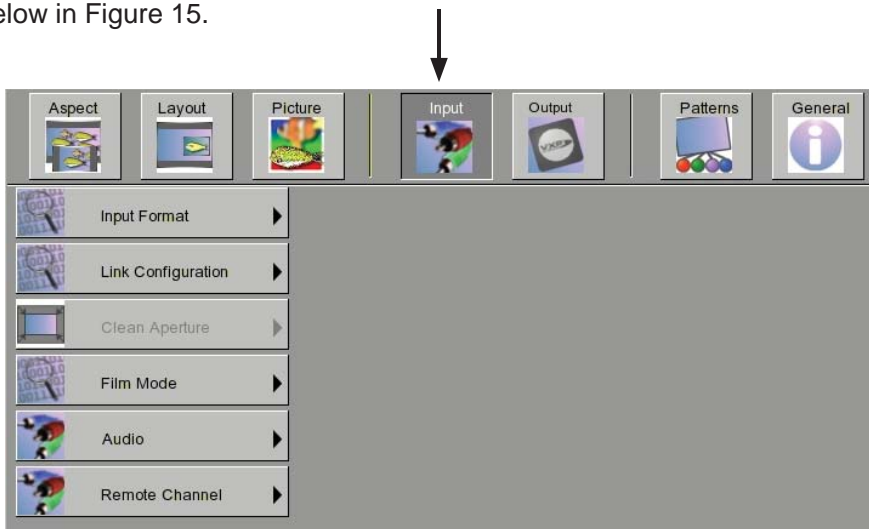 elow in Figure 15.
Aspect Layout Picture Input Output Patterns General
VXP
Input Format
Link Configuration
Clean Aperture
Film Mode
Audio
Remote Channel